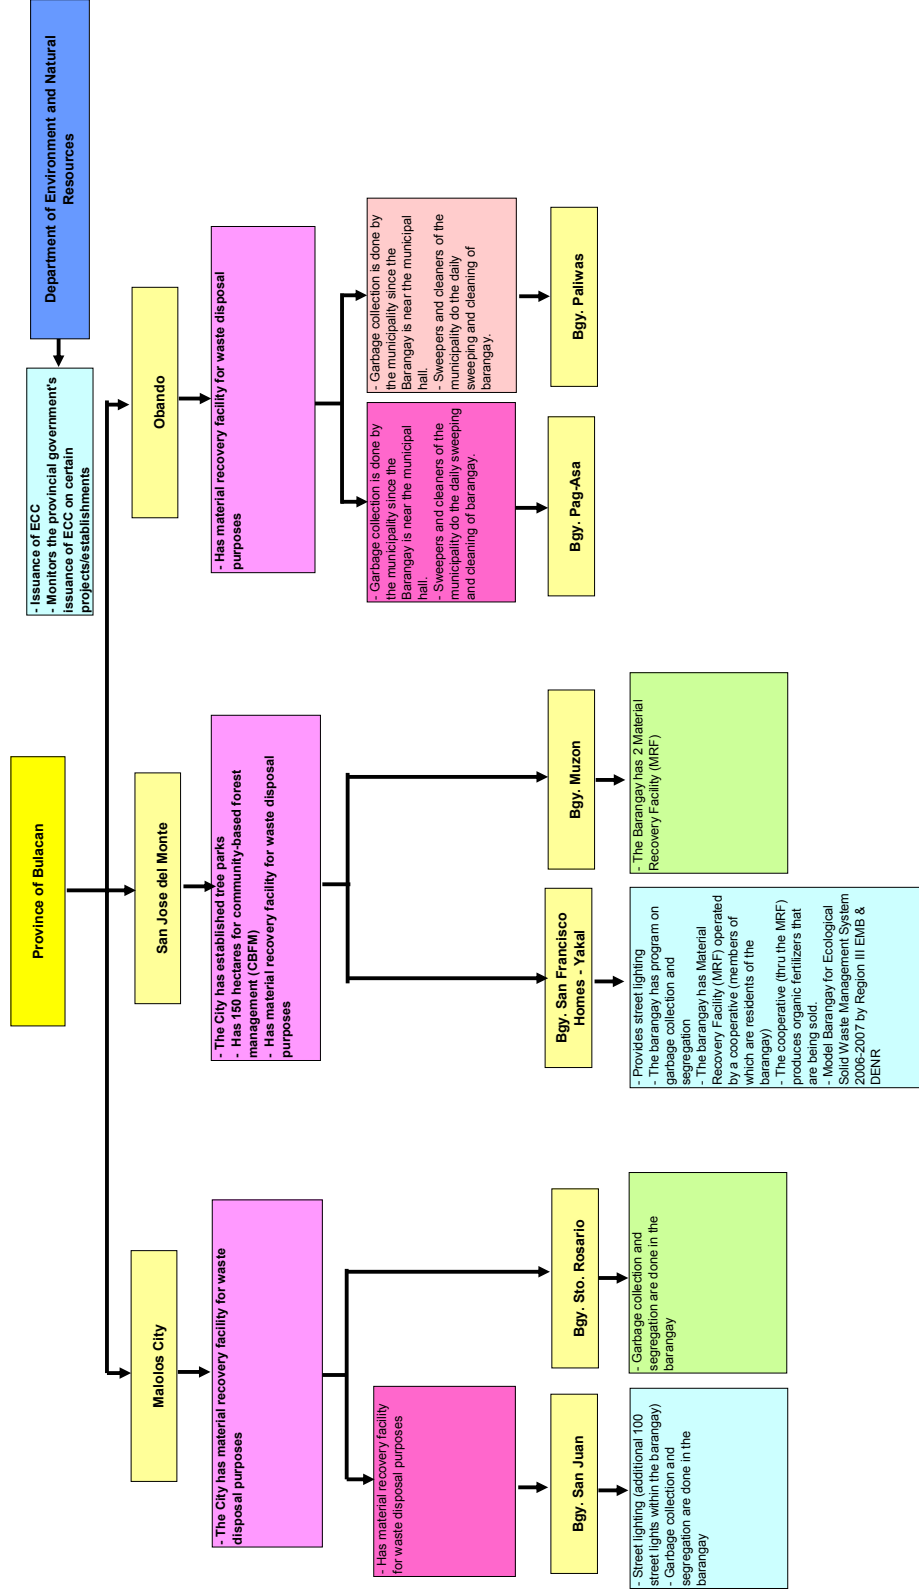 Province of Bulacan
Department of Environment and Natural
Resources
- Issuance of ECC
- Monitors the provincial government's
issuance of ECC on certain
projects/establishments
Malolos City
San Jose del Monte
Obando
- The City has material recovery facility for waste
disposal purposes
- The City has established tree parks
- Has 150 hectares for community-based forest
management (CBFM)
- Has material recovery facility for waste disposal
purposes
- Has material recovery facility for waste disposal
purposes
- Has material recovery facility
for waste disposal purposes
- Garbage collection is done by
the municipality since the
Barangay is near the municipal
hall.
- Sweepers and cleaners of the
municipality do the daily sweeping
and cleaning of barangay.
- Garbage collection is done by
the municipality since the
Barangay is near the municipal
hall.
- Sweepers and cleaners of the
municipality do the daily
sweeping and cleaning of
barangay.
Bgy. San Juan
Bgy. Sto. Rosario
Bgy. San Francisco
Homes - Yakal
Bgy. Muzon
Bgy. Pag-Asa
Bgy. Paliwas
- Street lighting (additional 100
street lights within the barangay)
- Garbage collection and
segregation are done in the
barangay
- Garbage collection and
segregation are done in the
barangay
- Provides street lighting
- The barangay has program on
garbage collection and
segregation
- The barangay has Material
Recovery Facility (MRF) operated
by a cooperative (members of
which are residents of the
barangay)
- The cooperative (thru the MRF)
produces organic fertilizers that
are being sold.
- Model Barangay for Ecological
Solid Waste Management System
2006-2007 by Region III EMB &
DENR
- The Barangay has 2 Material
Recovery Facility (MRF)